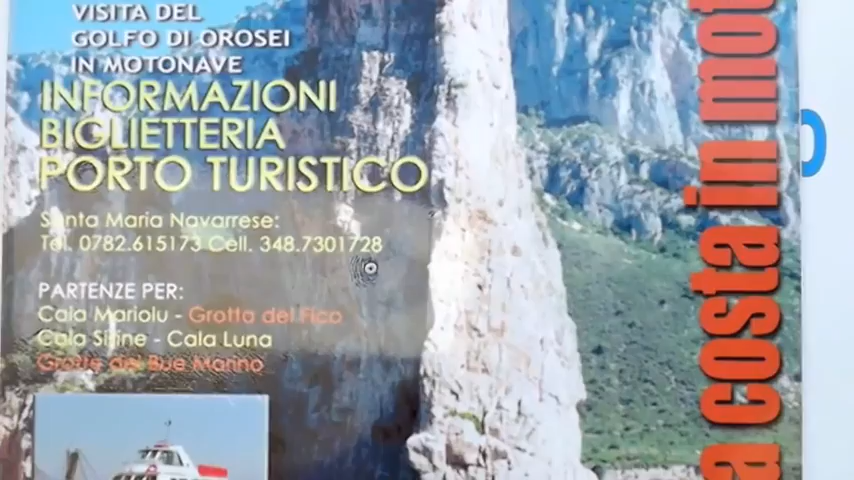 VISITA DEL
GOLFO DI OROSEI
IN MOTONAVE
INFORMAZIONI
BIGLIETTERIA
PORTO TURISTICO
Santa Maria Navarrese:
Tel. 0782.615173 Cell. 348.7301728
PARTENZE PER:
Cala Mariolu - Grotta del Fico
Cala Sisine - Cala Luna
Grotte del Bue Marino
a costa in mot